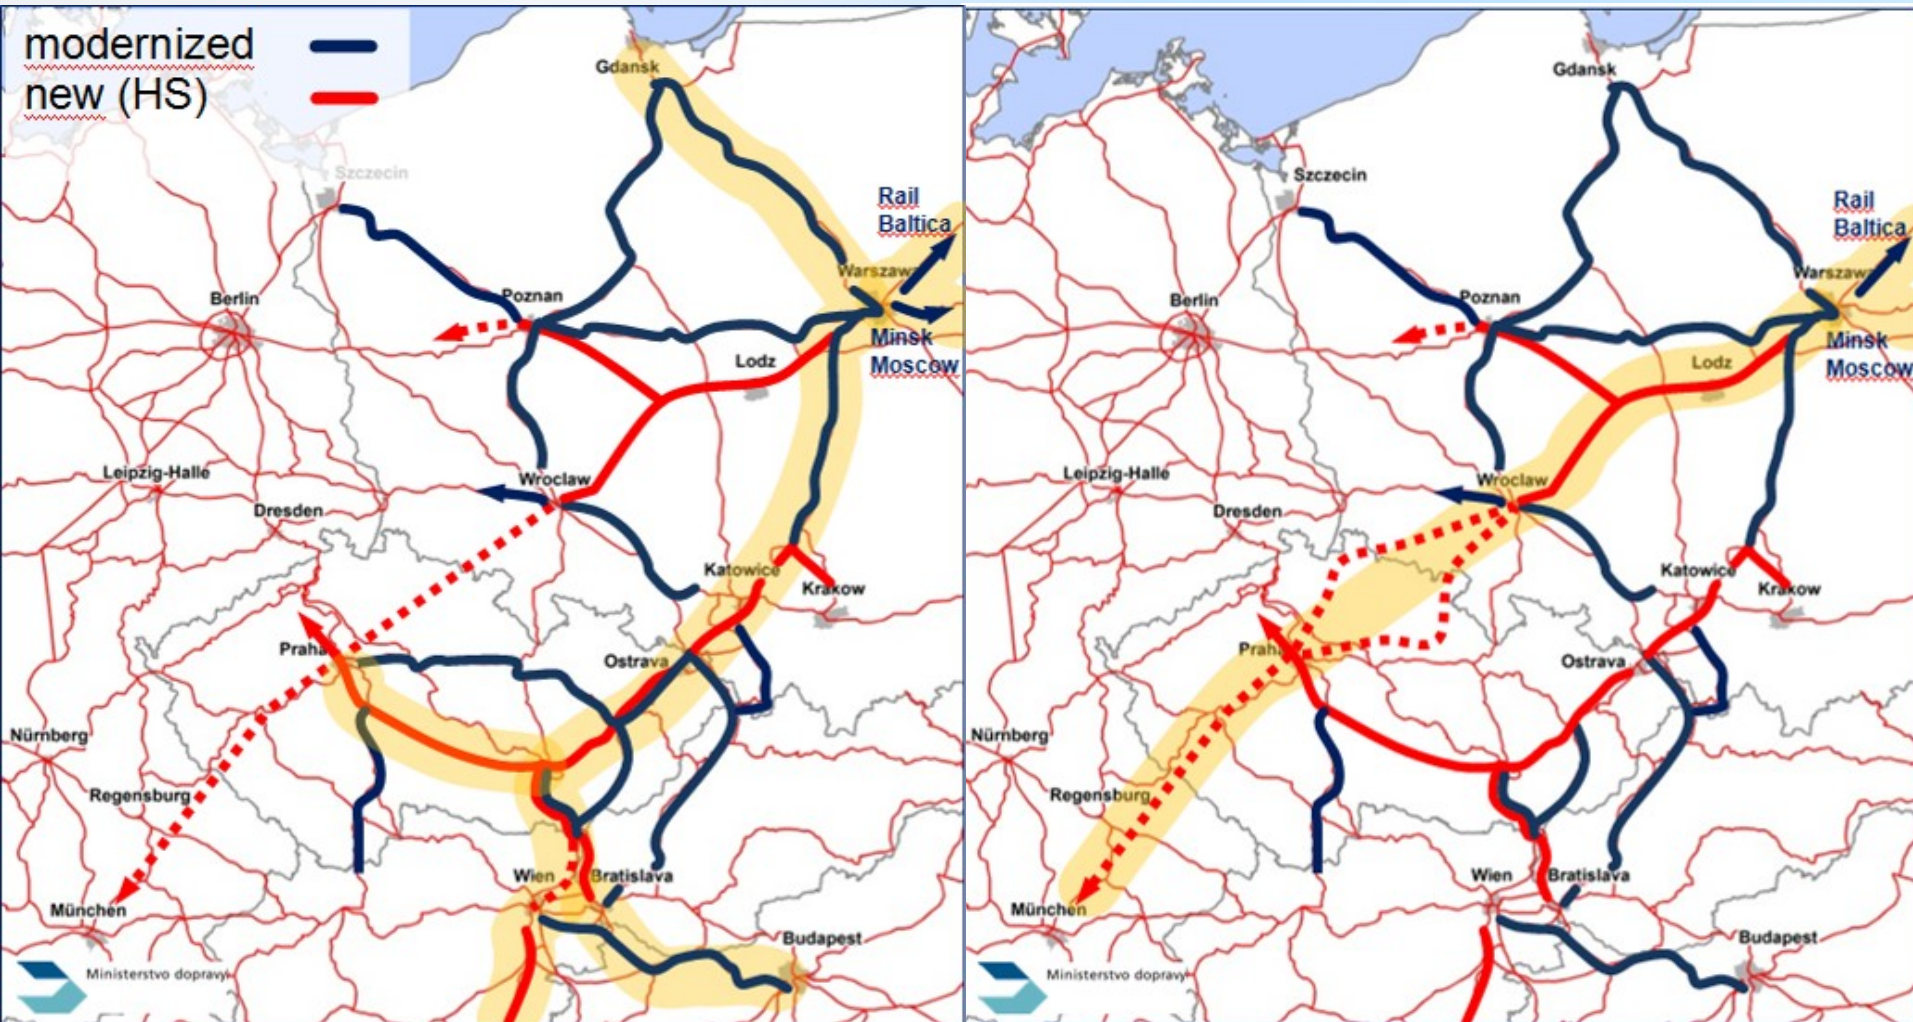 modernized
new (HS)
Gdansk
Szczecin
Rail
Baltica
Warszawa
Berlin
Poznan
Minsk
Moscow
Lodz
Leipzig-Halle
Wroclaw
Dresden
Katowice
Krakow
Praha
Ostrava
Nürnberg
Regensburg
Wien
Bratislava
München
Budapest
Ministerstvo dopravy
Gdansk
Szczecin
Rail
Baltica
Warszawa
Berlin
Poznan
Minsk
Moscow
Lodz
Leipzig-Halle
Wroclaw
Dresden
Katowice
Krakow
Praha
Ostrava
Nürnberg
Regensburg
Wien
Bratislava
München
Budapest
Ministerstvo dopravy